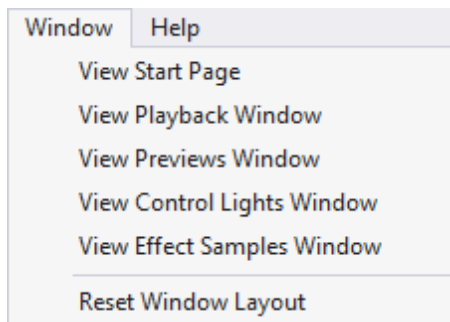 Window Help
View Start Page
View Playback Window
View Previews Window
View Control Lights Window
View Effect Samples Window
Reset Window Layout